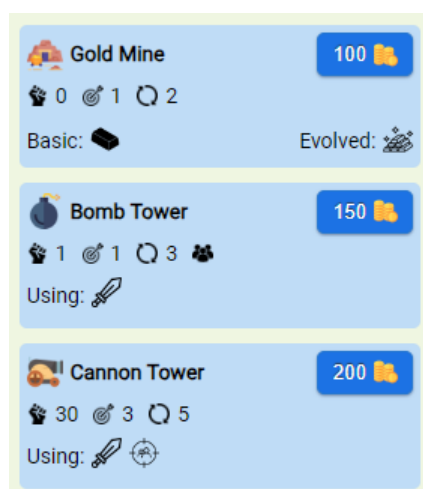 Gold Mine 100
0 1 2
Basic: Evolved:
Bomb Tower 150
1 1 3
Using:
Cannon Tower 200
30 3 5
Using: